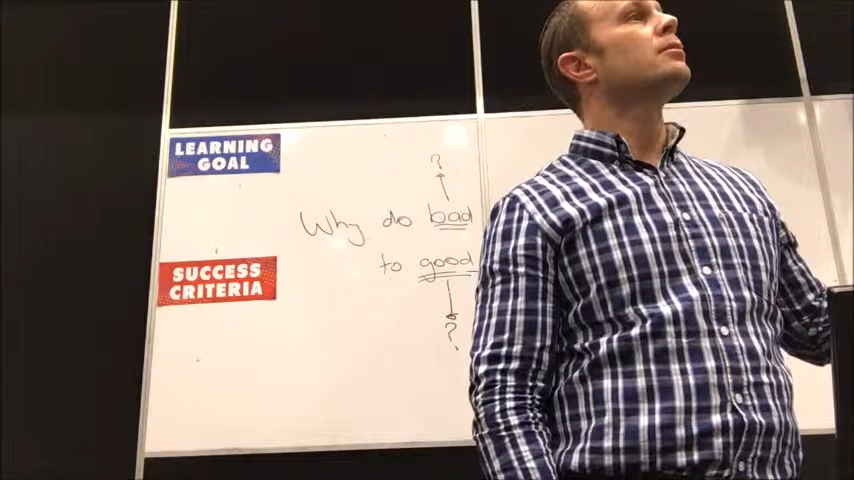 LEARNING
GOAL
?
Why do bad
SUCCESS
CRITERIA
to good
?